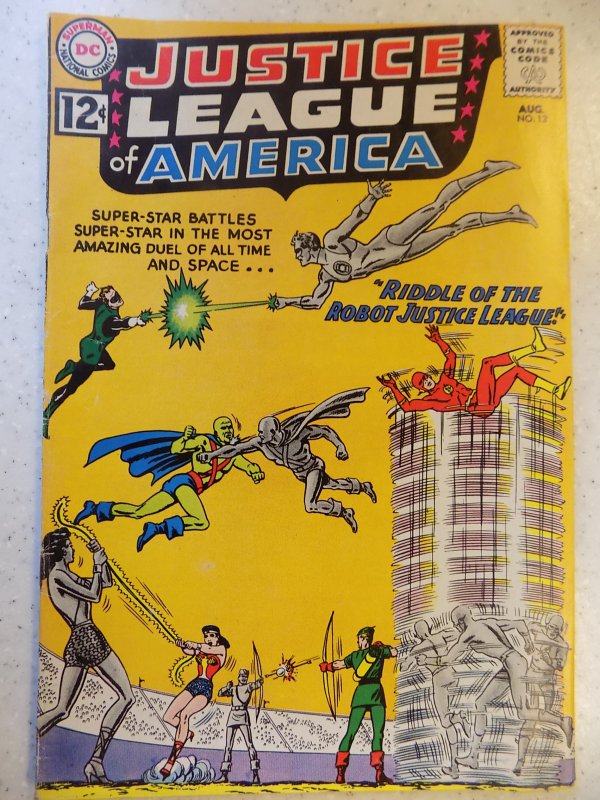 SUPERMAN
DC
NATIONAL COMICS
12¢
JUSTICE
LEAGUE
of AMERICA
APPROVED
BY THE
COMICS
CODE
CA
AUTHORITY
AUG.
NO. 13
SUPER-STAR BATTLES
SUPER-STAR IN THE MOST
AMAZING DUEL OF ALL TIME
AND SPACE . . .
"RIDDLE OF THE
ROBOT JUSTICE LEAGUE!"